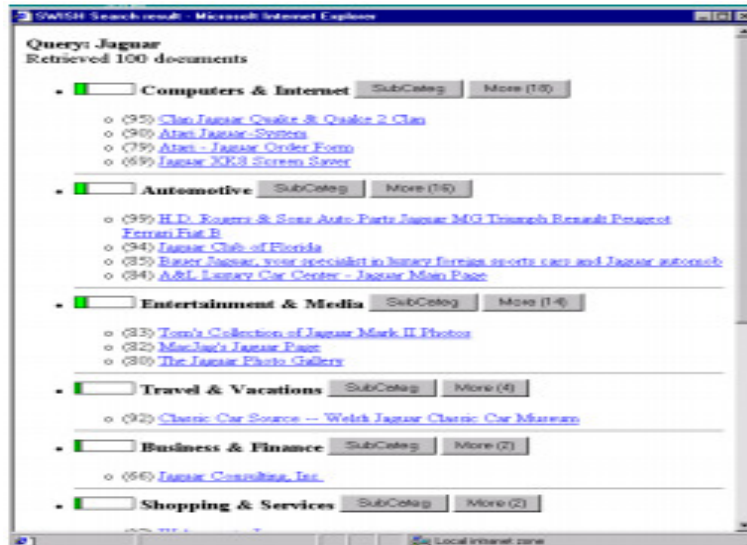 SWISH Search result - Microsoft Internet Explorer
Query: Jaguar
Retrieved 100 documents
Computers & Internet SubCateg More (18)
(95) Clan Jaguar Quake & Quake 2 Clan
(90) Atari Jaguar-System
(79) Atari - Jaguar Order Form
(69) Jaguar XK8 Screen Saver
Automotive SubCateg More (16)
(99) H.D. Rogers & Sons Auto Parts Jaguar MG Triumph Renault Peugeot
Ferrari Fiat B
(94) Jaguar Club of Florida
(85) Bauer Jaguar, your specialist in luxury foreign sports cars and Jaguar automob
(84) A&L Luxury Car Center - Jaguar Main Page
Entertainment & Media SubCateg More (14)
(83) Tom's Collection of Jaguar Mark II Photos
(82) MacJag's Jaguar Page
(80) The Jaguar Photo Gallery
Travel & Vacations SubCateg More (4)
(92) Classic Car Source -- Welsh Jaguar Classic Car Museum
Business & Finance SubCateg More (2)
(66) Jaguar Consulting, Inc.
Shopping & Services SubCateg More (2)
Local intranet zone